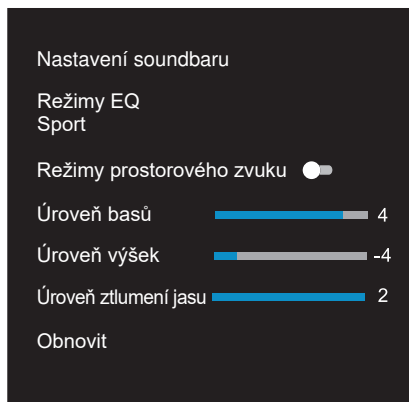 Nastavení soundbaru
Režimy EQ
Sport
Režimy prostorového zvuku
Úroveň basů 4
Úroveň výšek -4
Úroveň ztlumení jasu 2
Obnovit